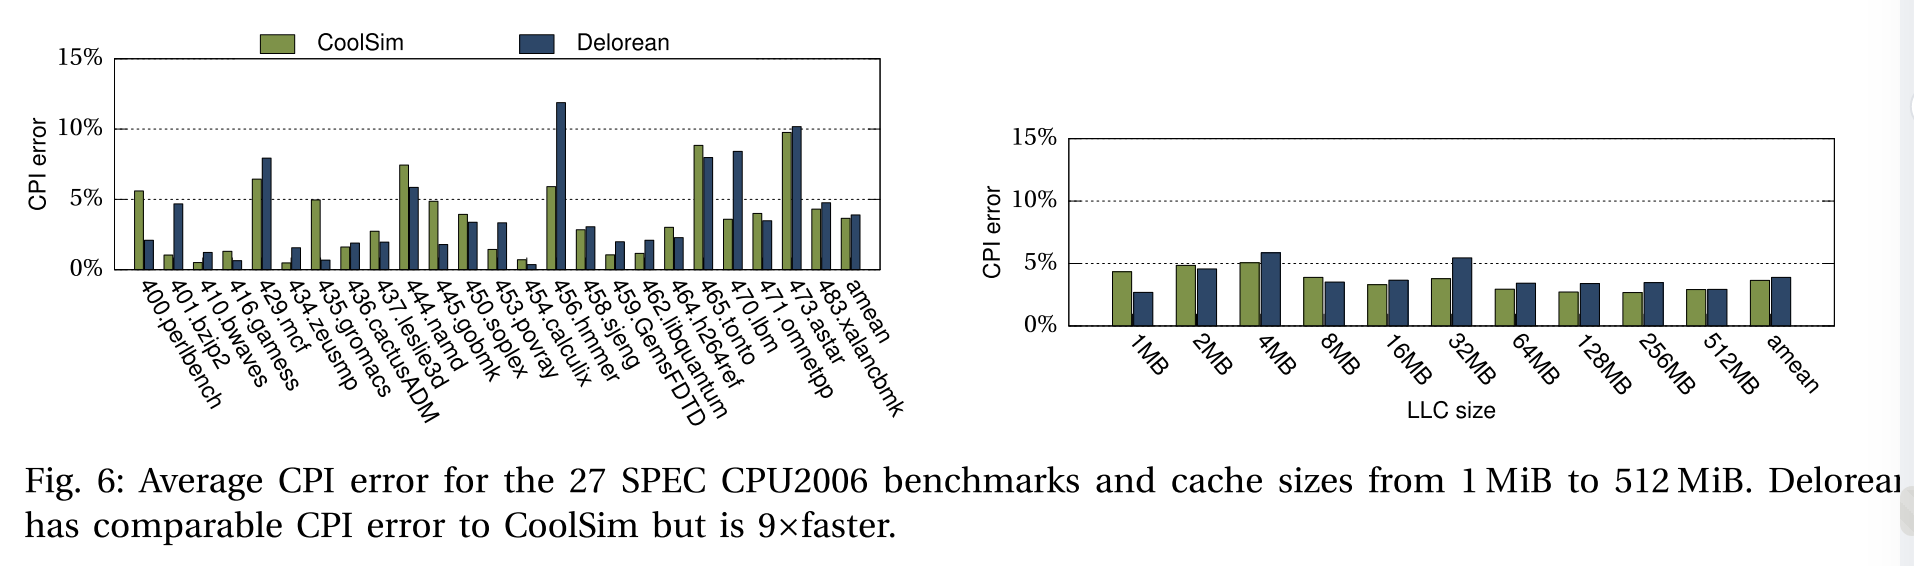 CoolSim
Delorean
15%
10%
5%
0%
CPI error
400.perlbench
401.bzip2
410.bwaves
416.gamess
429.mcf
434.zeusmp
435.gromacs
436.cactusADM
437.leslie3d
444.namd
445.gobmk
450.soplex
453.povray
454.calculix
456.hmmer
458.sjeng
459.GemsFDTD
462.libquantum
464.h264ref
465.tonto
470.lbm
471.omnetpp
473.astar
483.xalancbmk
amean
15%
10%
5%
0%
CPI error
1MB
2MB
4MB
8MB
16MB
32MB
64MB
128MB
256MB
512MB
amean
LLC size
Fig. 6: Average CPI error for the 27 SPEC CPU2006 benchmarks and cache sizes from 1 MiB to 512 MiB. Delorean
has comparable CPI error to CoolSim but is 9×faster.